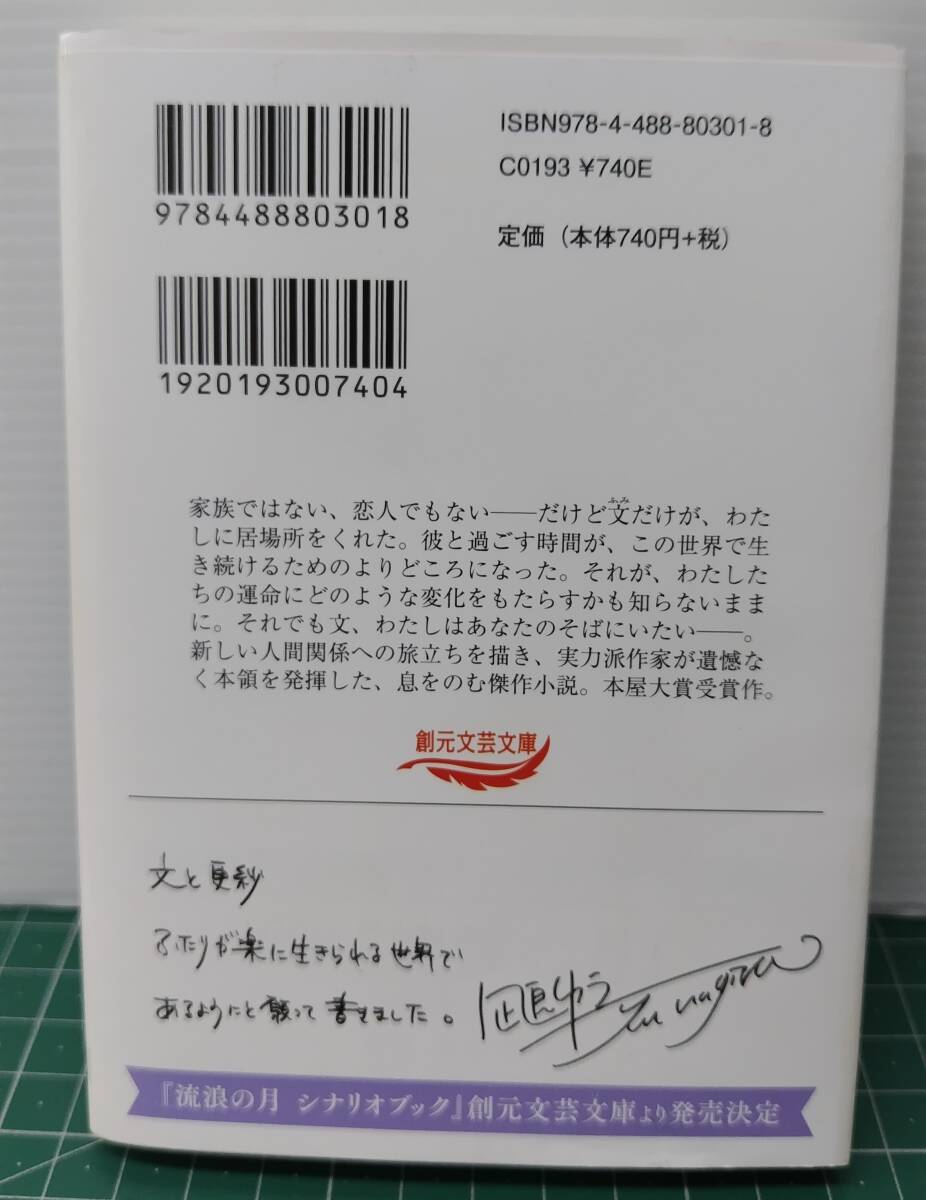 ISBN978-4-488-80301-8
C0193 ¥740E
定価（本体740円+税）
9784488803018
1920193007404
家族ではない、恋人でもない――だけど文だけが、わた
しに居場所をくれた。彼と過ごす時間が、この世界で生
き続けるためのよりどころになった。それが、わたした
ちの運命にどのような変化をもたらすかも知らないまま
に。それでも文、わたしはあなたのそばにいたい――。
新しい人間関係への旅立ちを描き、実力派作家が遺憾な
く本領を発揮した、息をのむ傑作小説。本屋大賞受賞作。
ふみ
創元文芸文庫
文と更紗
ふたりが楽に生きられる世界で
あるようにと願って書きました。
凪良ゆう
Yuu nagira
『流浪の月 シナリオブック』創元文芸文庫より発売決定